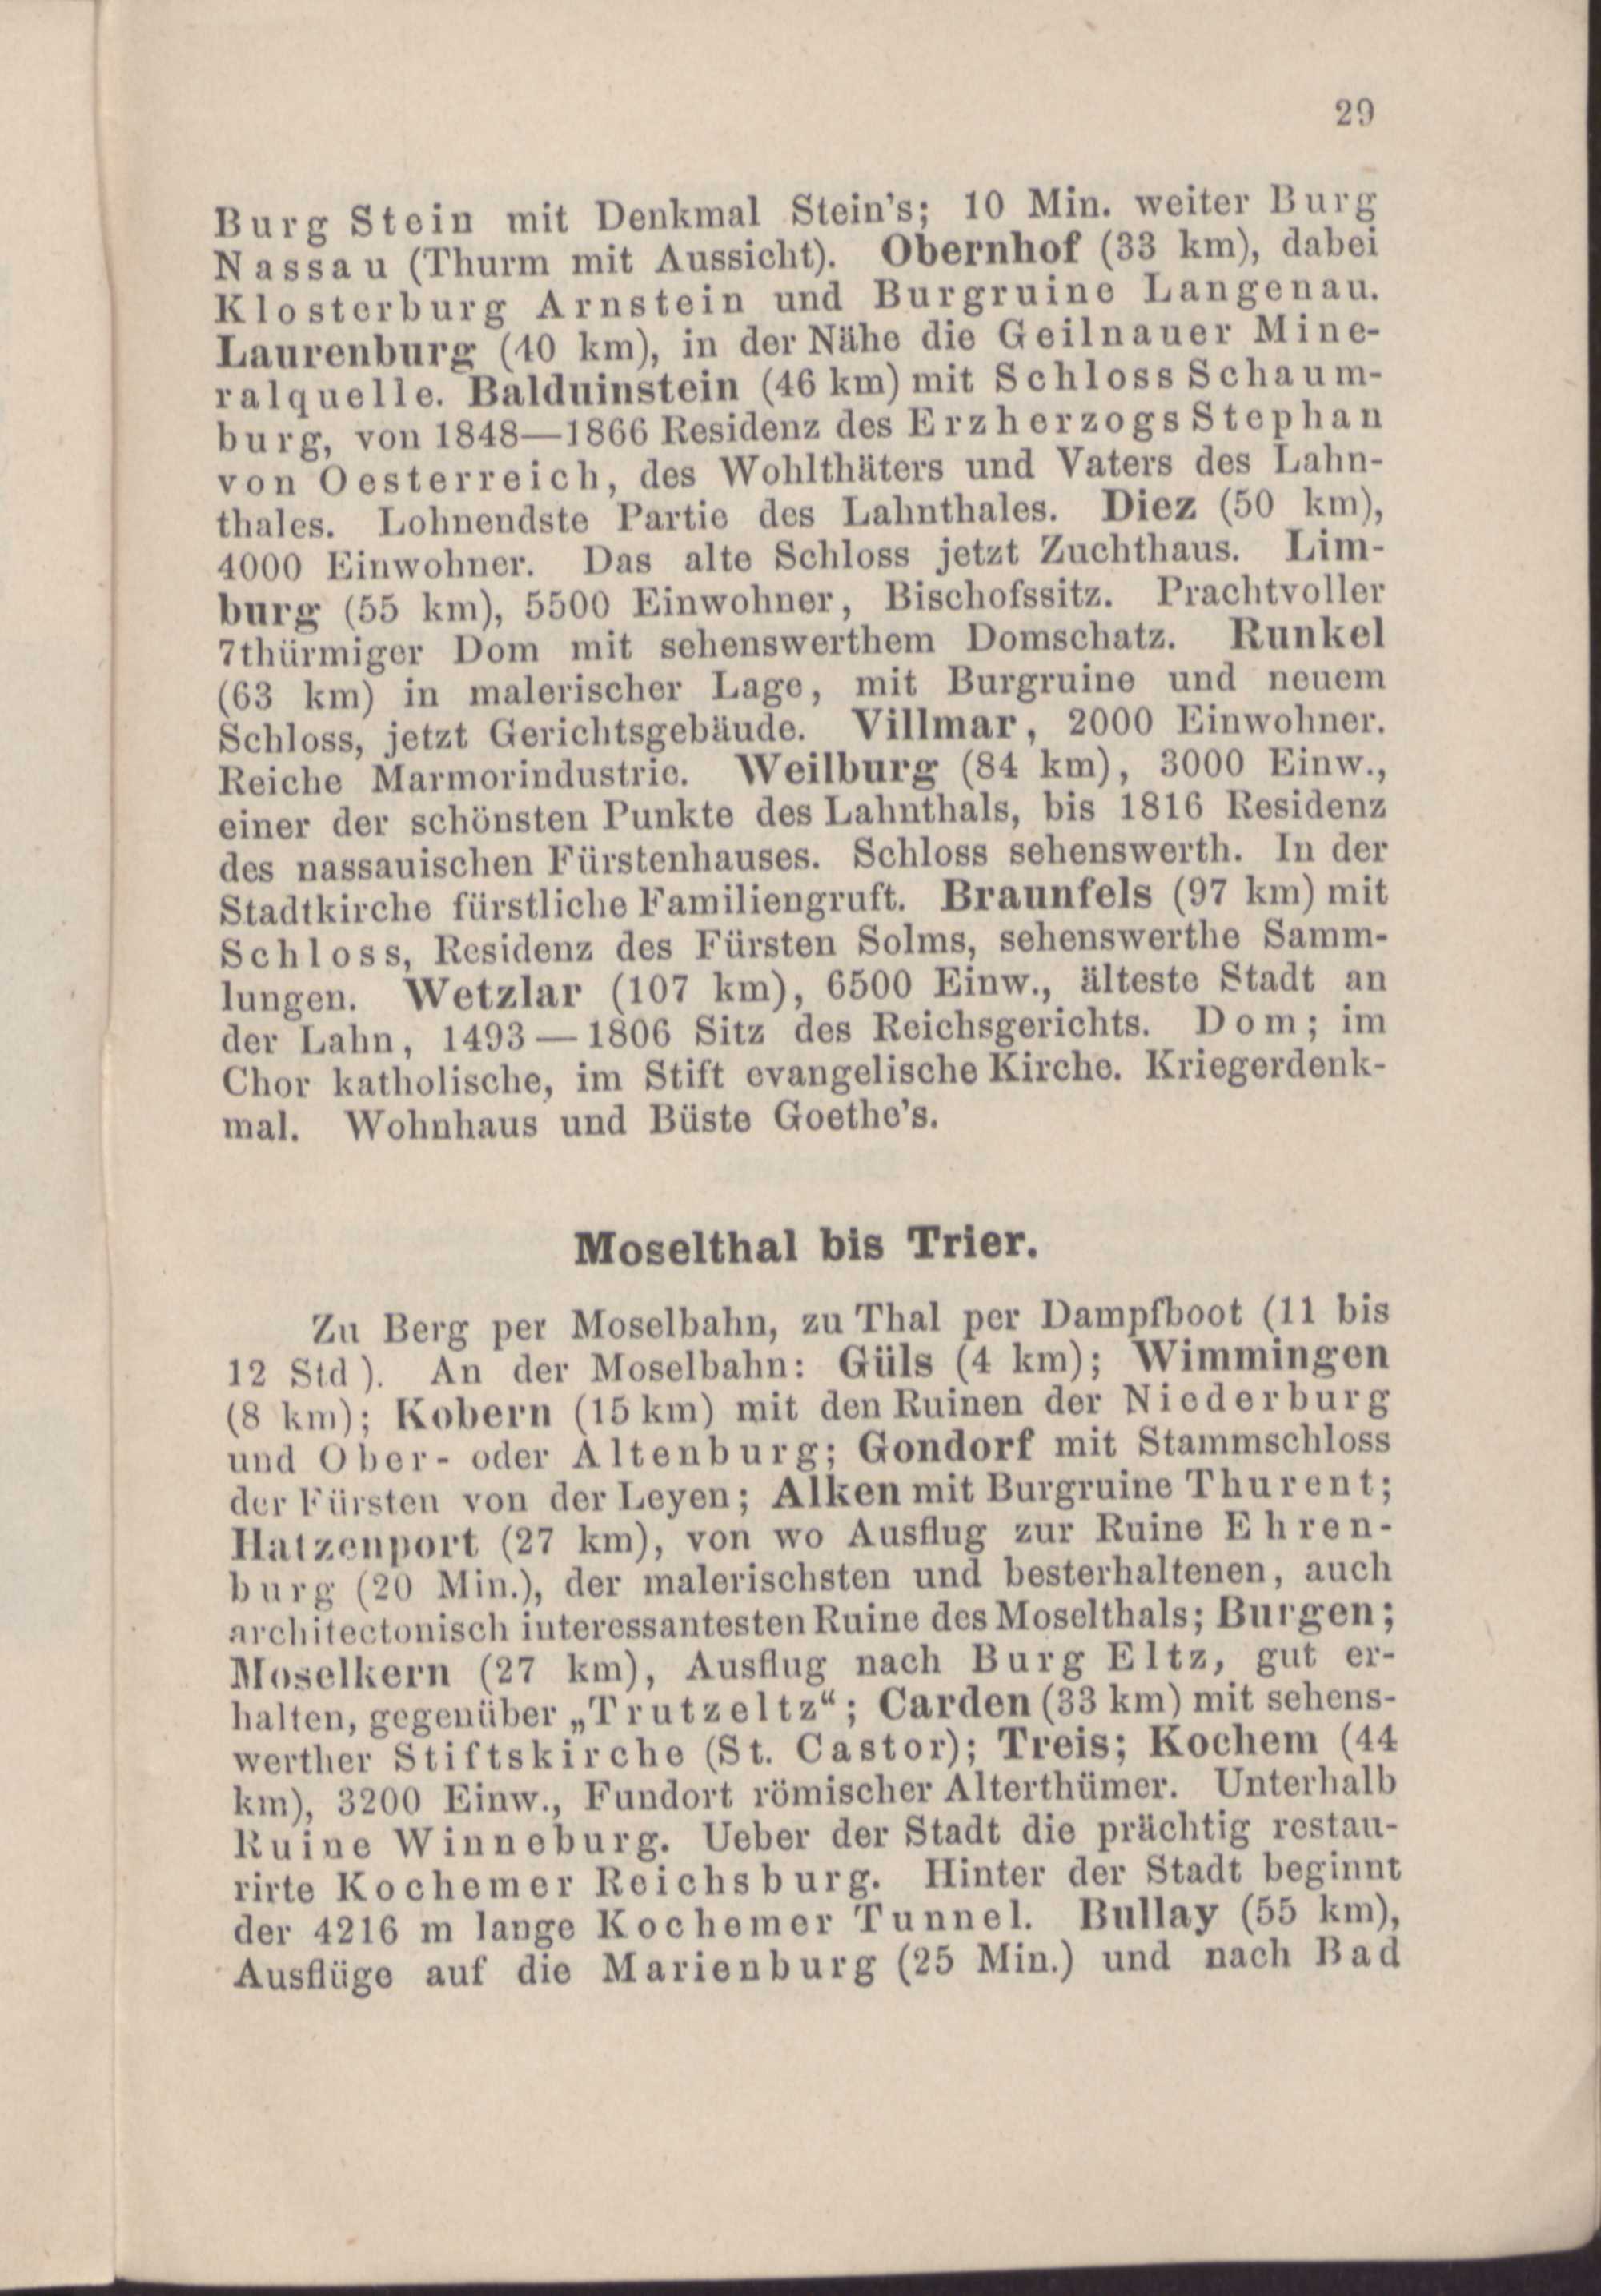 29
Burg Stein mit Denkmal Stein's; 10 Min. weiter Burg
Nassau (Thurm mit Aussicht). Obernhof (33 km), dabei
Klosterburg Arnstein und Burgruine Langenau.
Laurenburg (40 km), in der Nähe die Geilnauer Mine-
ralquelle. Balduinstein (46 km) mit Schloss Schaum-
burg, von 1848—1866 Residenz des Erzherzogs Stephan
von Oesterreich, des Wohlthäters und Vaters des Lahn-
thales. Lohnendste Partie des Lahnthales. Diez (50 km),
4000 Einwohner. Das alte Schloss jetzt Zuchthaus. Lim-
burg (55 km), 5500 Einwohner, Bischofssitz. Prachtvoller
7thürmiger Dom mit sehenswerthem Domschatz. Runkel
(63 km) in malerischer Lage, mit Burgruine und neuem
Schloss, jetzt Gerichtsgebäude. Villmar, 2000 Einwohner.
Reiche Marmorindustrie. Weilburg (84 km), 3000 Einw.,
einer der schönsten Punkte des Lahnthals, bis 1816 Residenz
des nassauischen Fürstenhauses. Schloss sehenswerth. In der
Stadtkirche fürstliche Familiengruft. Braunfels (97 km) mit
Schloss, Residenz des Fürsten Solms, sehenswerthe Samm-
lungen. Wetzlar (107 km), 6500 Einw., älteste Stadt an
der Lahn, 1493—1806 Sitz des Reichsgerichts. Dom; im
Chor katholische, im Stift evangelische Kirche. Kriegerdenk-
mal. Wohnhaus und Büste Goethe's.
Moselthal bis Trier.
Zu Berg per Moselbahn, zu Thal per Dampfboot (11 bis
12 Std). An der Moselbahn: Güls (4 km); Wimmingen
(8 km); Kobern (15 km) mit den Ruinen der Niederburg
und Ober- oder Altenburg; Gondorf mit Stammschloss
der Fürsten von der Leyen; Alken mit Burgruine Thurent;
Hatzenport (27 km), von wo Ausflug zur Ruine Ehren-
burg (20 Min.), der malerischsten und besterhaltenen, auch
architectonisch interessantesten Ruine des Moselthals; Burgen;
Moselkern (27 km), Ausflug nach Burg Eltz, gut er-
halten, gegenüber „Trutzeltz“; Carden (33 km) mit sehens-
werther Stiftskirche (St. Castor); Treis; Kochem (44
km), 3200 Einw., Fundort römischer Alterthümer. Unterhalb
Ruine Winneburg. Ueber der Stadt die prächtig restau-
rirte Kochemer Reichsburg. Hinter der Stadt beginnt
der 4216 m lange Kochemer Tunnel. Bullay (55 km),
Ausflüge auf die Marienburg (25 Min.) und nach Bad